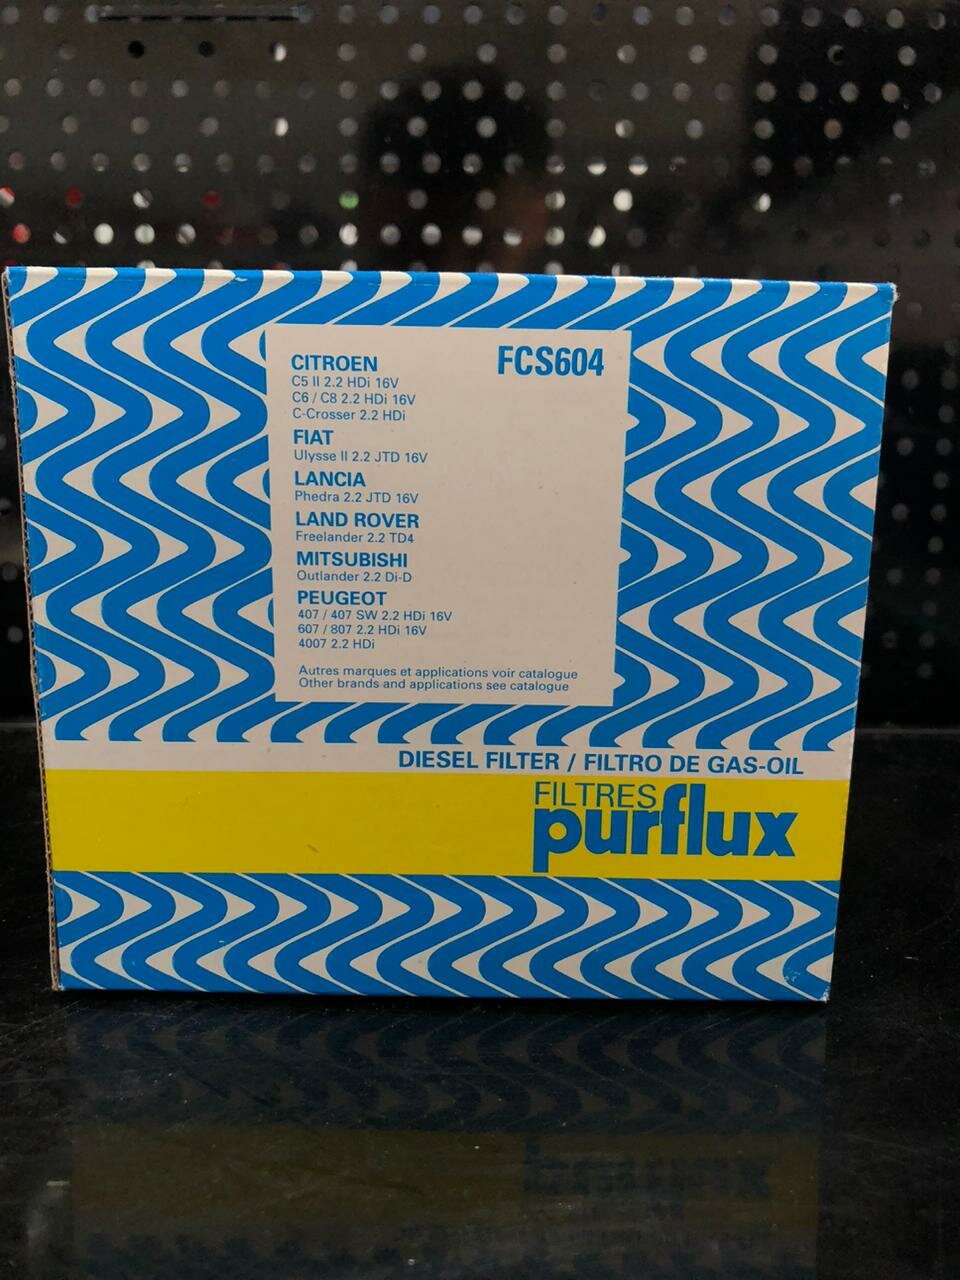 FCS604
CITROEN
C5 II 2.2 HDi 16V
C6 / C8 2.2 HDi 16V
C-Crosser 2.2 HDi
FIAT
Ulysse II 2.2 JTD 16V
LANCIA
Phedra 2.2 JTD 16V
LAND ROVER
Freelander 2.2 TD4
MITSUBISHI
Outlander 2.2 Di-D
PEUGEOT
407 / 407 SW 2.2 HDi 16V
607 / 807 2.2 HDi 16V
4007 2.2 HDi
Autres marques et applications voir catalogue
Other brands and applications see catalogue
DIESEL FILTER / FILTRO DE GAS-OIL
FILTRES
purflux